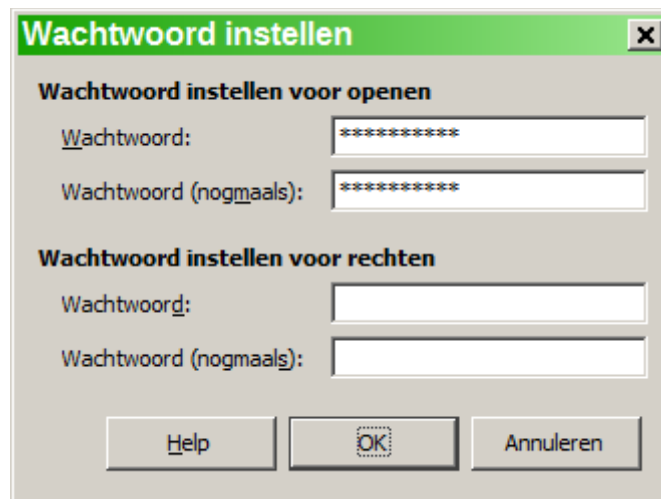 Wachtwoord instellen
Wachtwoord instellen voor openen
Wachtwoord: **********
Wachtwoord (nogmaals): **********
Wachtwoord instellen voor rechten
Wachtwoord:
Wachtwoord (nogmaals):
Help OK Annuleren